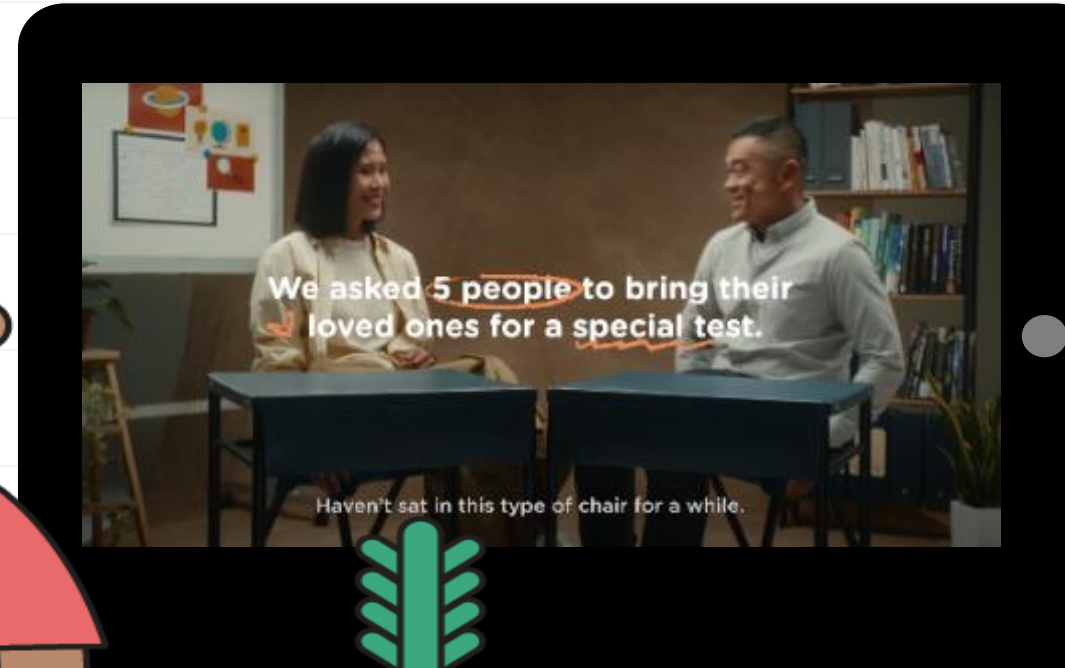 We asked 5 people to bring their
loved ones for a special test.
Haven't sat in this type of chair for a while.